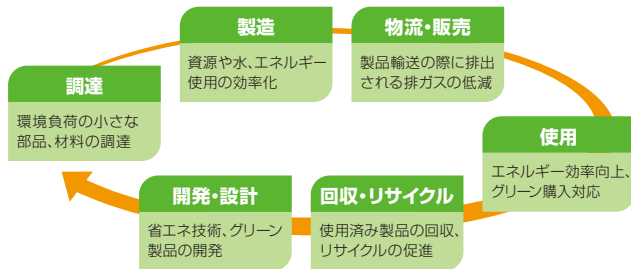 製造
資源や水、エネルギー
使用の効率化
物流・販売
製品輸送の際に排出
される排ガスの低減
調達
環境負荷の小さな
部品、材料の調達
使用
エネルギー効率向上、
グリーン購入対応
開発・設計
省エネ技術、グリーン
製品の開発
回収・リサイクル
使用済み製品の回収、
リサイクルの促進